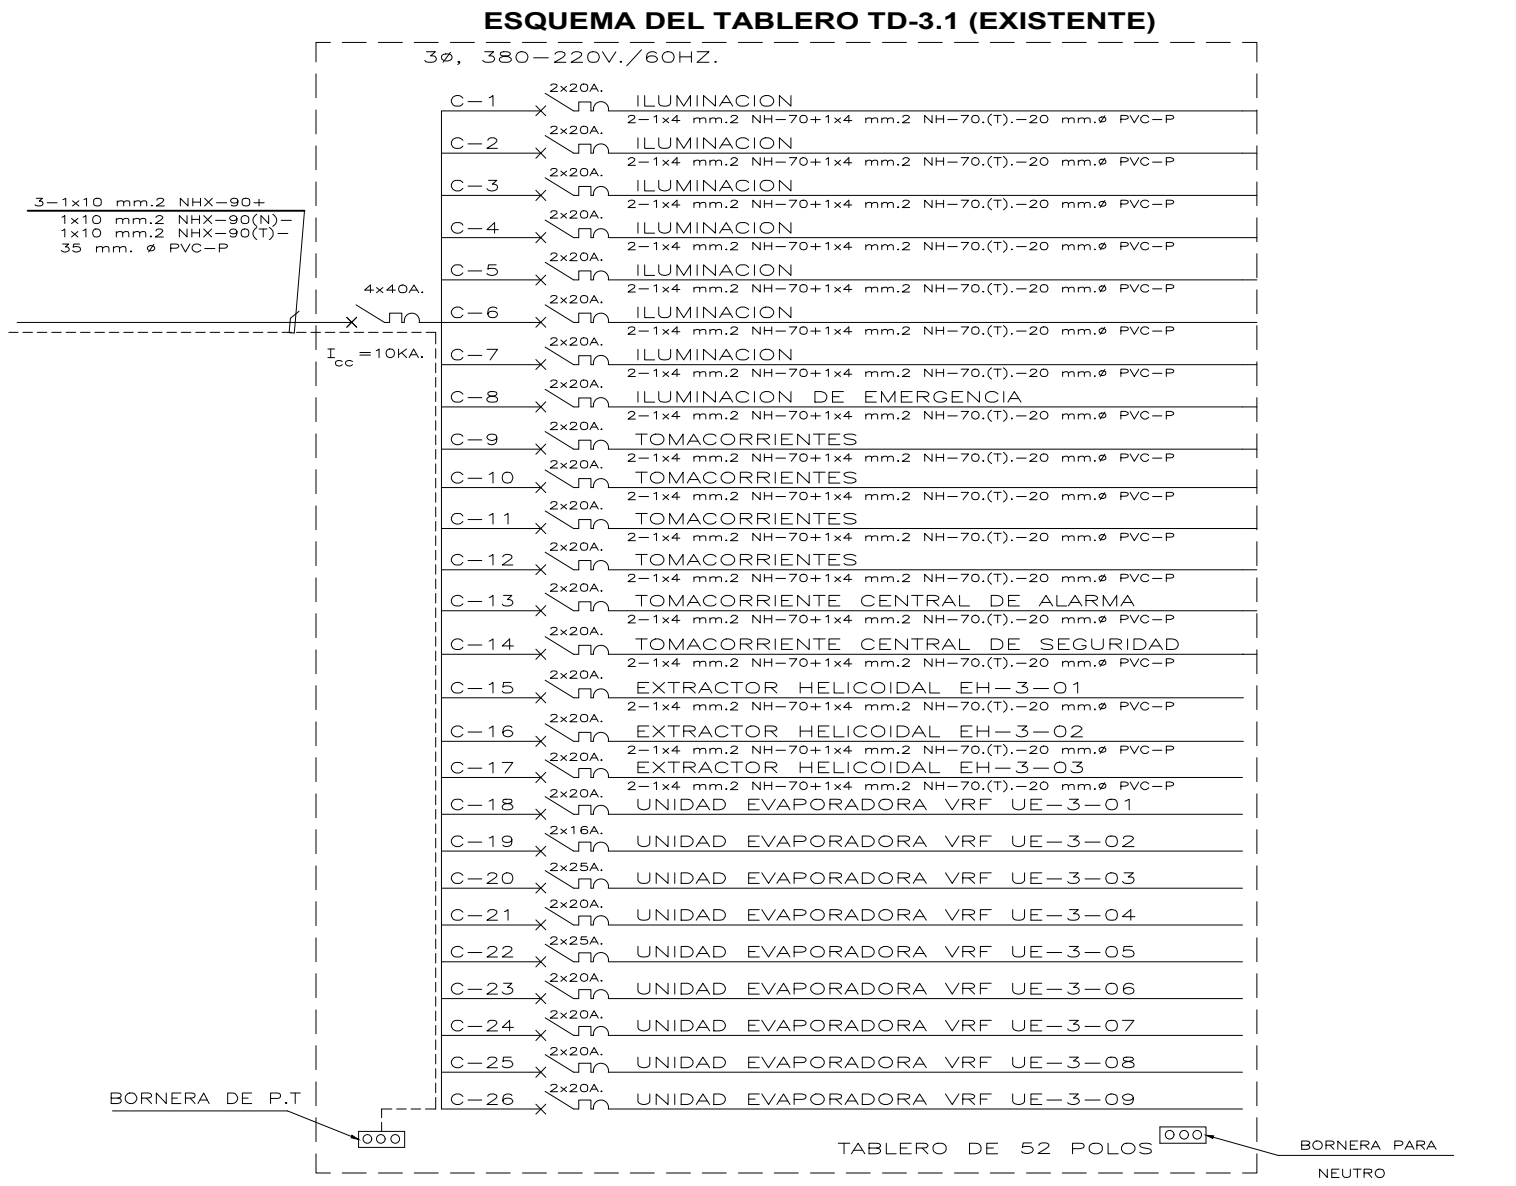 ESQUEMA DEL TABLERO TD-3.1 (EXISTENTE)
3ø, 380-220V./60HZ.
3-1x10 mm.2 NHX-90+
1x10 mm.2 NHX-90(N)-
1x10 mm.2 NHX-90(T)-
35 mm. ø PVC-P
4x40A.
Icc=10KA.
C-1 2x20A. ILUMINACION
2-1x4 mm.2 NH-70+1x4 mm.2 NH-70.(T).-20 mm.ø PVC-P
C-2 2x20A. ILUMINACION
2-1x4 mm.2 NH-70+1x4 mm.2 NH-70.(T).-20 mm.ø PVC-P
C-3 2x20A. ILUMINACION
2-1x4 mm.2 NH-70+1x4 mm.2 NH-70.(T).-20 mm.ø PVC-P
C-4 2x20A. ILUMINACION
2-1x4 mm.2 NH-70+1x4 mm.2 NH-70.(T).-20 mm.ø PVC-P
C-5 2x20A. ILUMINACION
2-1x4 mm.2 NH-70+1x4 mm.2 NH-70.(T).-20 mm.ø PVC-P
C-6 2x20A. ILUMINACION
2-1x4 mm.2 NH-70+1x4 mm.2 NH-70.(T).-20 mm.ø PVC-P
C-7 2x20A. ILUMINACION
2-1x4 mm.2 NH-70+1x4 mm.2 NH-70.(T).-20 mm.ø PVC-P
C-8 2x20A. ILUMINACION DE EMERGENCIA
2-1x4 mm.2 NH-70+1x4 mm.2 NH-70.(T).-20 mm.ø PVC-P
C-9 2x20A. TOMACORRIENTES
2-1x4 mm.2 NH-70+1x4 mm.2 NH-70.(T).-20 mm.ø PVC-P
C-10 2x20A. TOMACORRIENTES
2-1x4 mm.2 NH-70+1x4 mm.2 NH-70.(T).-20 mm.ø PVC-P
C-11 2x20A. TOMACORRIENTES
2-1x4 mm.2 NH-70+1x4 mm.2 NH-70.(T).-20 mm.ø PVC-P
C-12 2x20A. TOMACORRIENTES
2-1x4 mm.2 NH-70+1x4 mm.2 NH-70.(T).-20 mm.ø PVC-P
C-13 2x20A. TOMACORRIENTE CENTRAL DE ALARMA
2-1x4 mm.2 NH-70+1x4 mm.2 NH-70.(T).-20 mm.ø PVC-P
C-14 2x20A. TOMACORRIENTE CENTRAL DE SEGURIDAD
2-1x4 mm.2 NH-70+1x4 mm.2 NH-70.(T).-20 mm.ø PVC-P
C-15 2x20A. EXTRACTOR HELICOIDAL EH-3-01
2-1x4 mm.2 NH-70+1x4 mm.2 NH-70.(T).-20 mm.ø PVC-P
C-16 2x20A. EXTRACTOR HELICOIDAL EH-3-02
2-1x4 mm.2 NH-70+1x4 mm.2 NH-70.(T).-20 mm.ø PVC-P
C-17 2x20A. EXTRACTOR HELICOIDAL EH-3-03
2-1x4 mm.2 NH-70+1x4 mm.2 NH-70.(T).-20 mm.ø PVC-P
C-18 2x20A. UNIDAD EVAPORADORA VRF UE-3-01
C-19 2x16A. UNIDAD EVAPORADORA VRF UE-3-02
C-20 2x25A. UNIDAD EVAPORADORA VRF UE-3-03
C-21 2x20A. UNIDAD EVAPORADORA VRF UE-3-04
C-22 2x25A. UNIDAD EVAPORADORA VRF UE-3-05
C-23 2x20A. UNIDAD EVAPORADORA VRF UE-3-06
C-24 2x20A. UNIDAD EVAPORADORA VRF UE-3-07
C-25 2x20A. UNIDAD EVAPORADORA VRF UE-3-08
C-26 2x20A. UNIDAD EVAPORADORA VRF UE-3-09
BORNERA DE P.T
TABLERO DE 52 POLOS
BORNERA PARA
NEUTRO